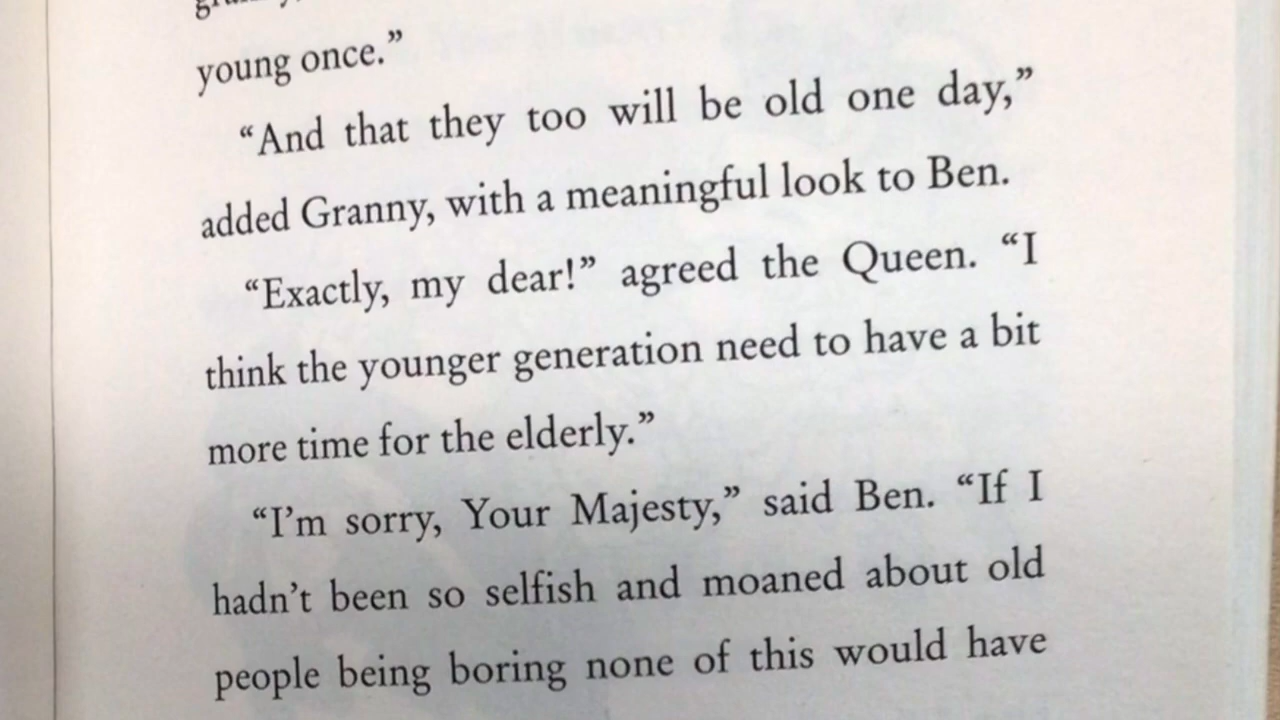 young once.”
“And that they too will be old one day,”
added Granny, with a meaningful look to Ben.
“Exactly, my dear!” agreed the Queen. “I
think the younger generation need to have a bit
more time for the elderly.”
“I’m sorry, Your Majesty,” said Ben. “If I
hadn’t been so selfish and moaned about old
people being boring none of this would have